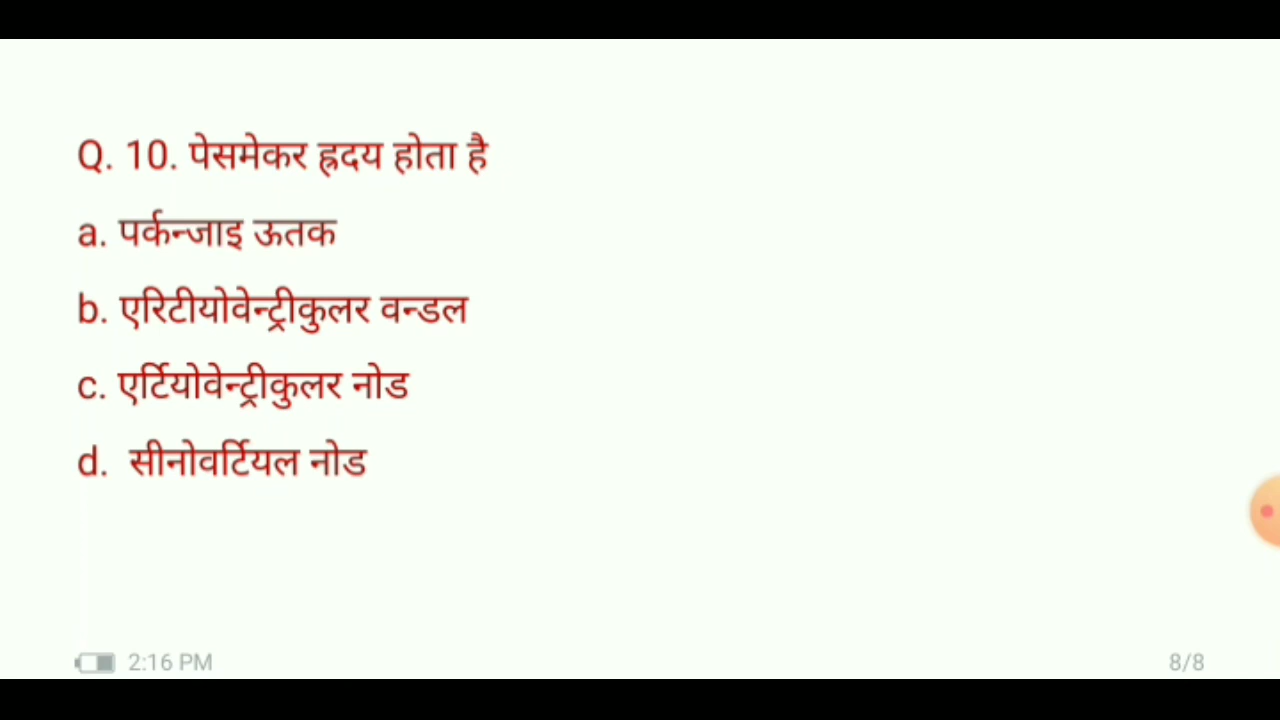 Q. 10. पेसमेकर ह्रदय होता है
a. पर्कन्जाइ ऊतक
b. एरिटीयोवेन्ट्रीकुलर वन्डल
c. एर्टियोवेन्ट्रीकुलर नोड
d. सीनोवर्टियल नोड
2:16 PM
8/8